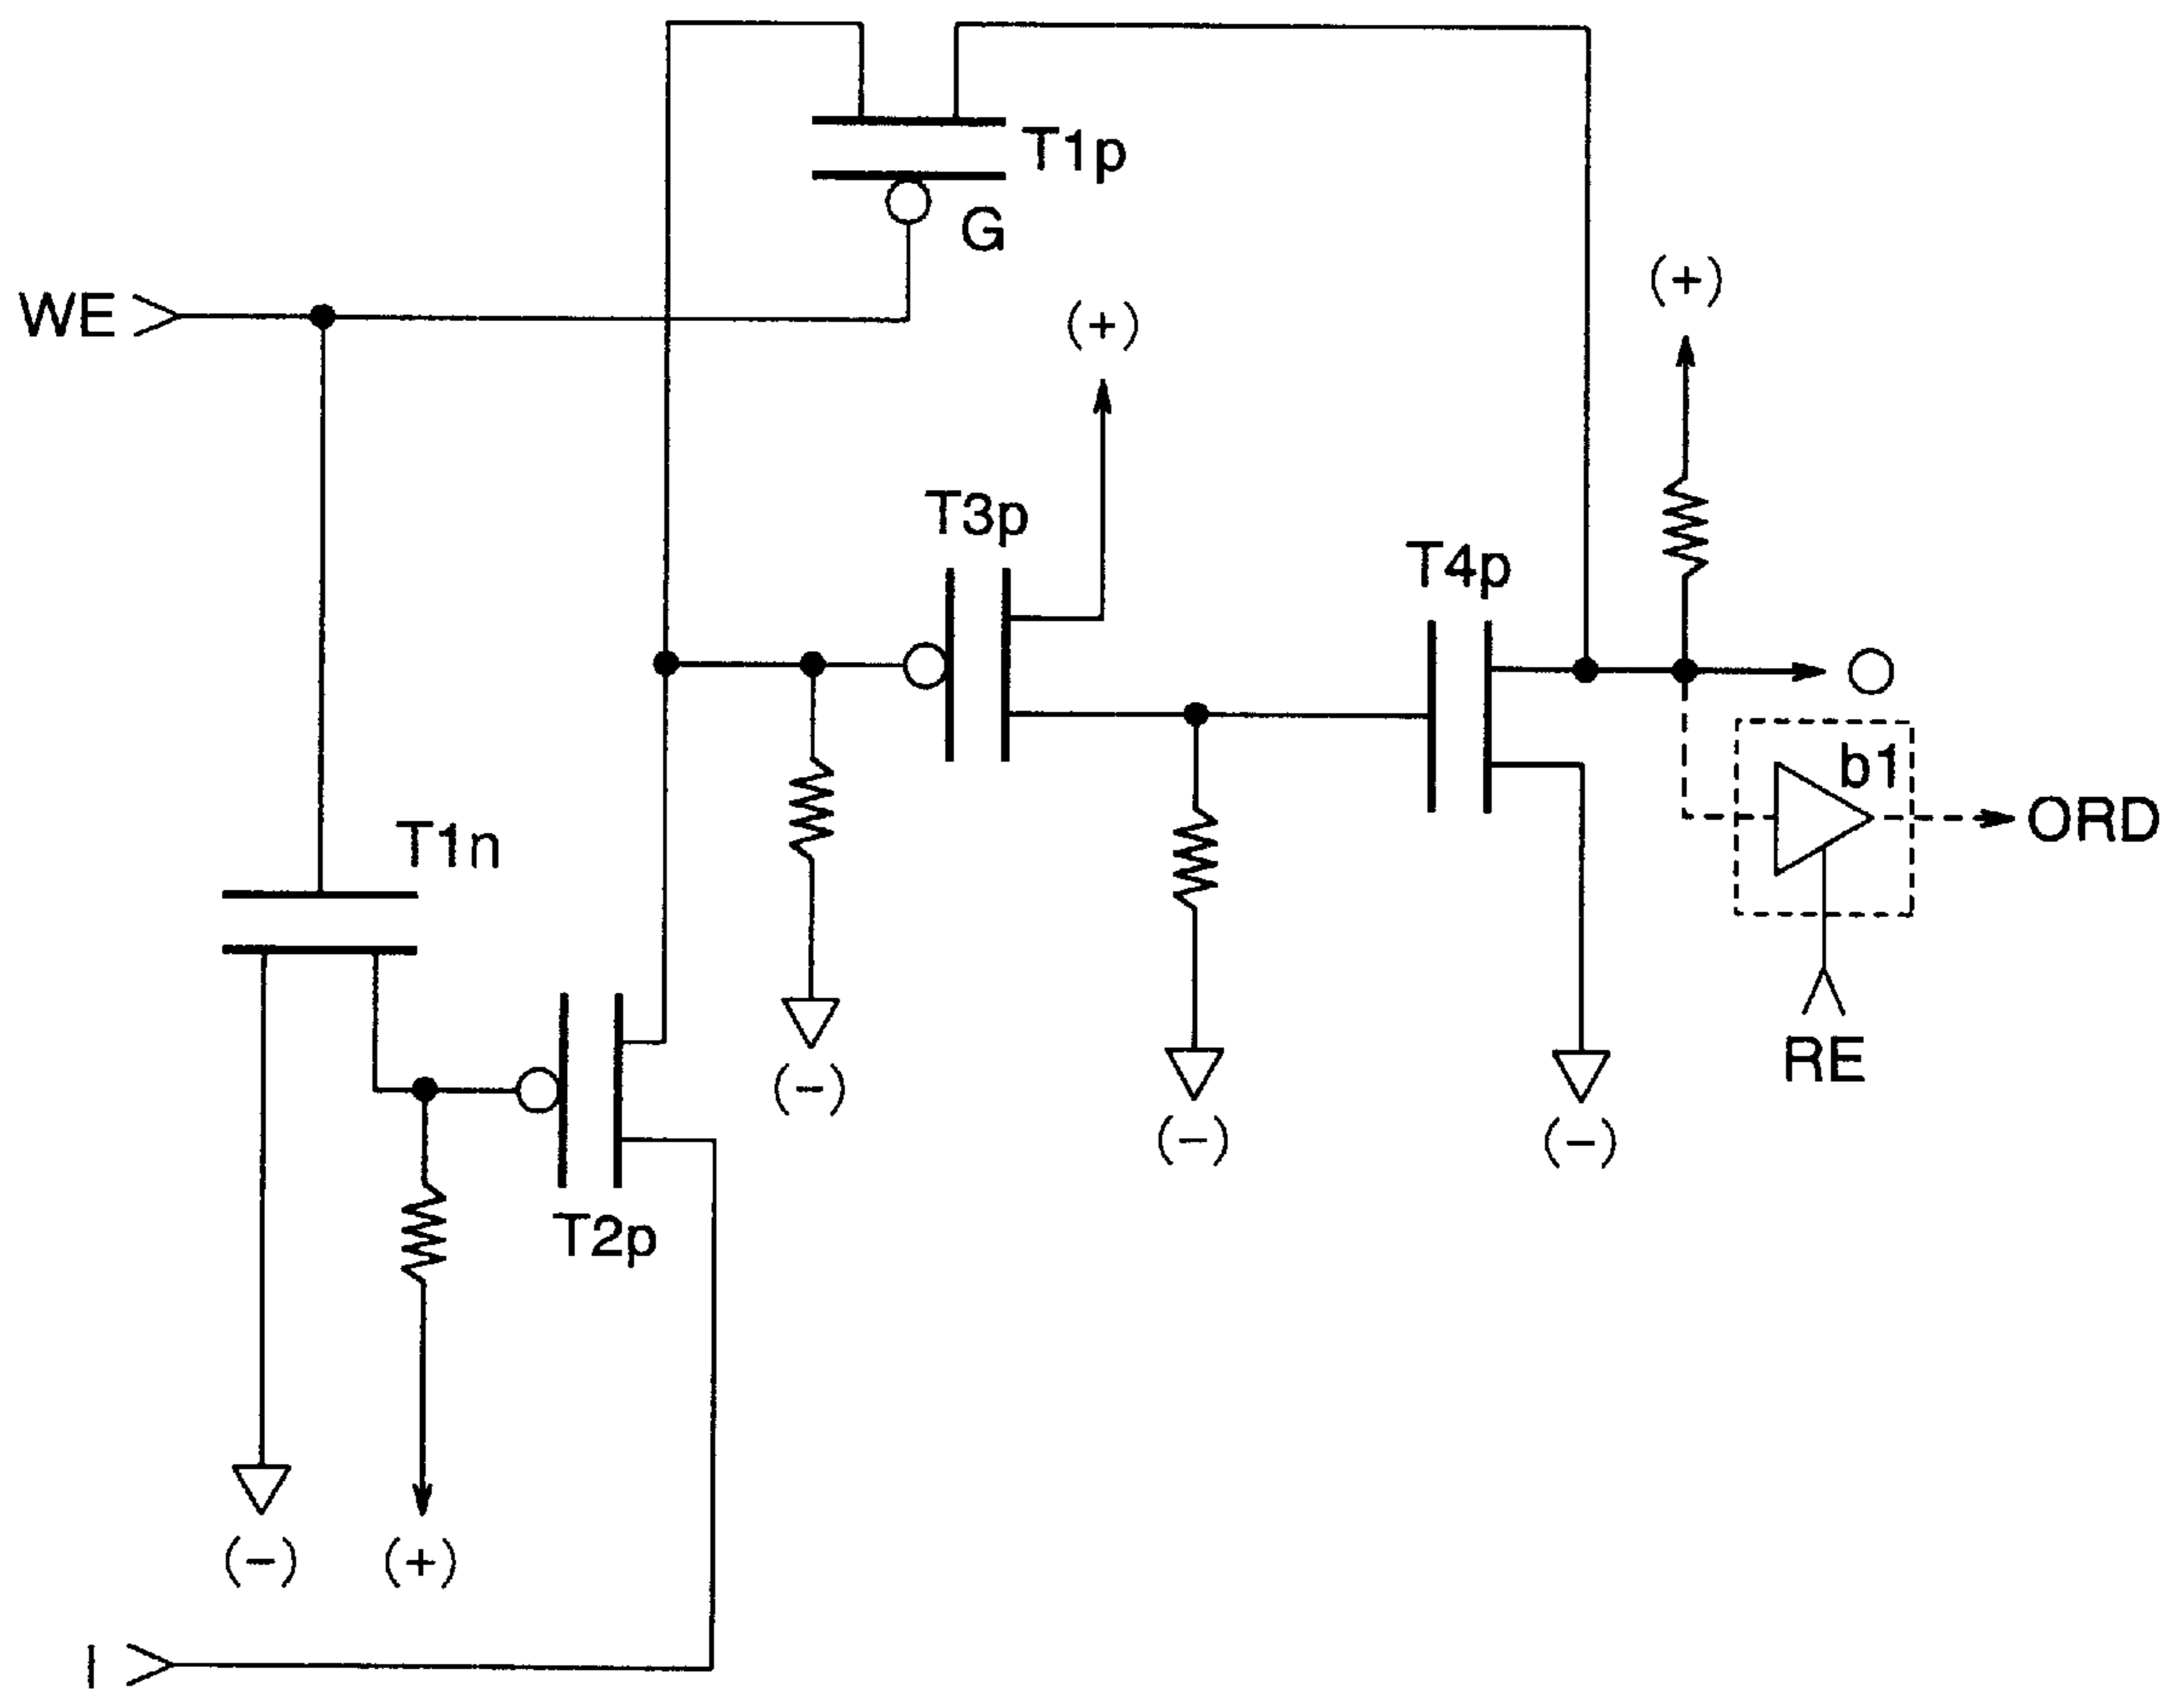 T1p
G
WE
(+)
(+)
T3p
T4p
O
b1
ORD
T1n
RE
(-)
(-)
(-)
T2p
(-)
(+)
I